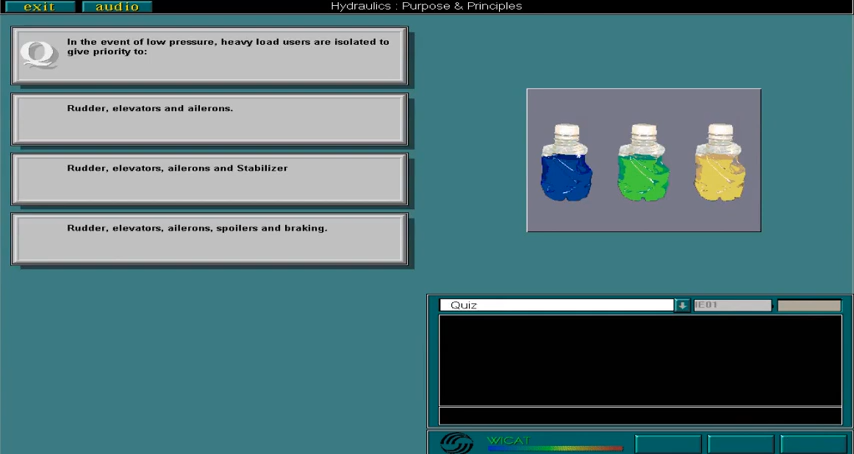 exit audio Hydraulics : Purpose & Principles
Q In the event of low pressure, heavy load users are isolated to
give priority to:
Rudder, elevators and ailerons.
Rudder, elevators, ailerons and Stabilizer
Rudder, elevators, ailerons, spoilers and braking.
Quiz IE01
WICAT